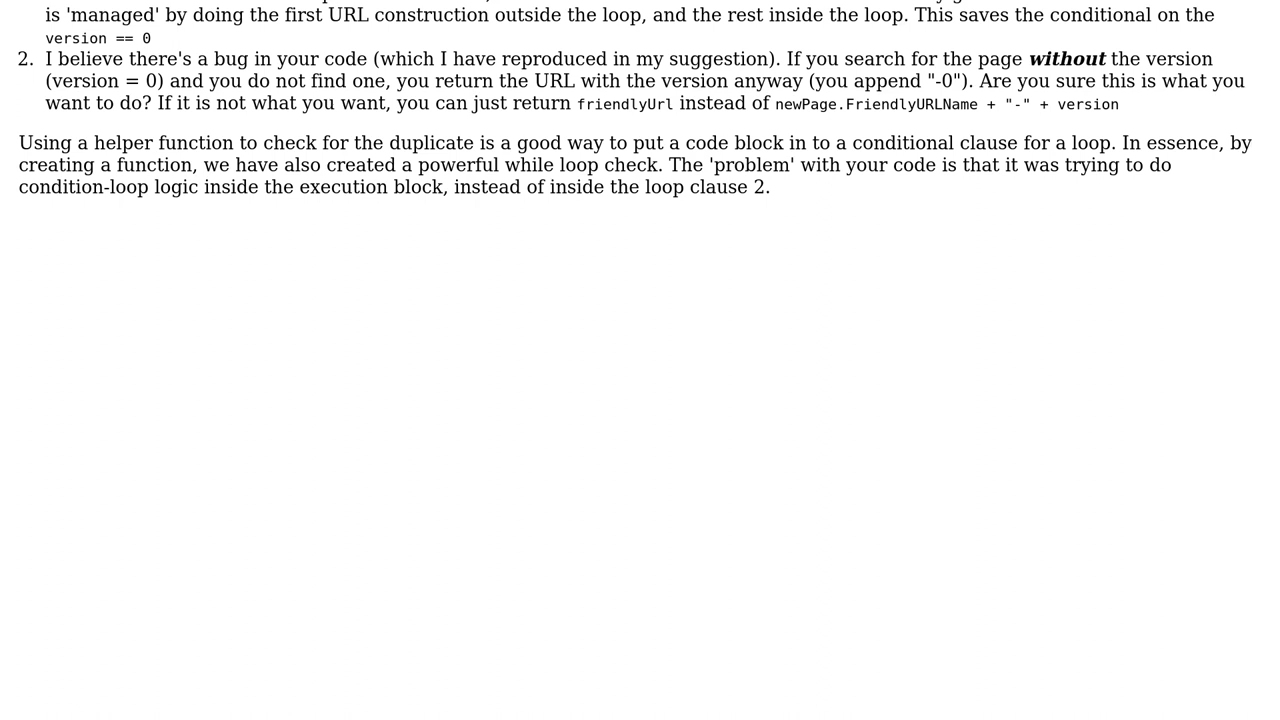 is 'managed' by doing the first URL construction outside the loop, and the rest inside the loop. This saves the conditional on the
version == 0
2. I believe there's a bug in your code (which I have reproduced in my suggestion). If you search for the page without the version
(version = 0) and you do not find one, you return the URL with the version anyway (you append "-0"). Are you sure this is what you
want to do? If it is not what you want, you can just return friendlyUrl instead of newPage.FriendlyURLName + "-" + version
Using a helper function to check for the duplicate is a good way to put a code block in to a conditional clause for a loop. In essence, by
creating a function, we have also created a powerful while loop check. The 'problem' with your code is that it was trying to do
condition-loop logic inside the execution block, instead of inside the loop clause 2.